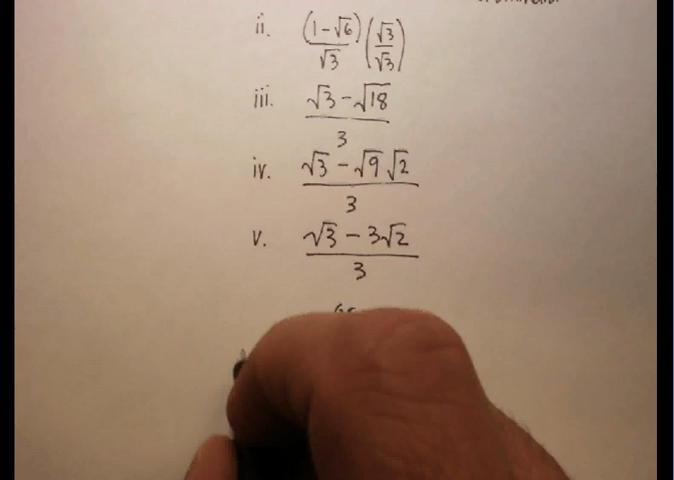 ii. (1-√6)/√3 (√3/√3)
iii. √3 - √18 / 3
iv. √3 - √9 √2 / 3
v. √3 - 3√2 / 3